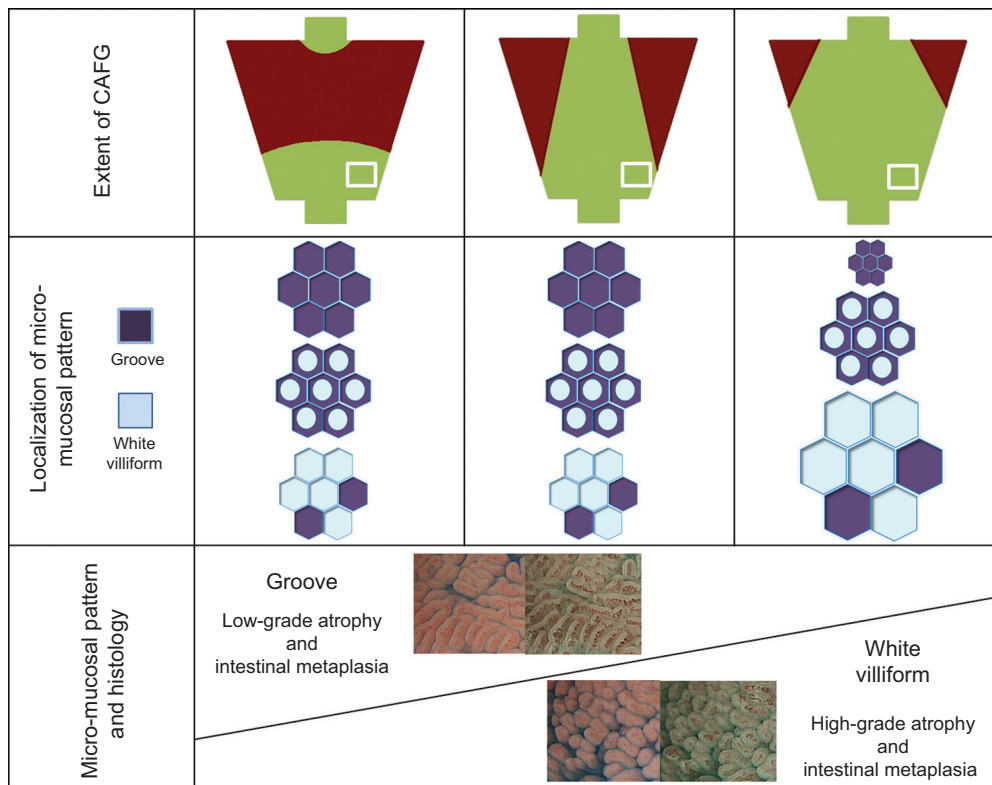 Extent of CAFG
Localization of micro-
mucosal pattern
Groove
White
villiform
Micro-mucosal pattern
and histology
Groove
Low-grade atrophy
and
intestinal metaplasia
White
villiform
High-grade atrophy
and
intestinal metaplasia